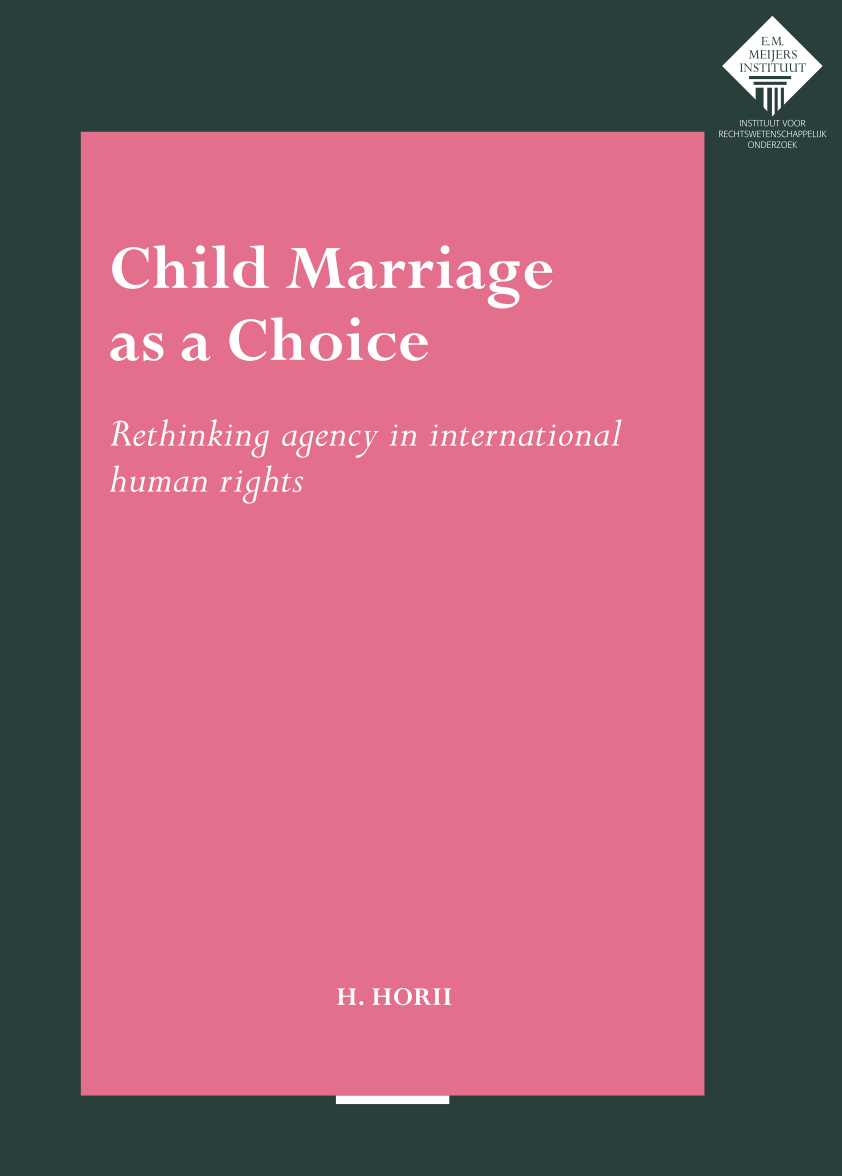 E.M.
MEIJERS
INSTITUUT
INSTITUUT VOOR
RECHTSWETENSCHAPPELIJK
ONDERZOEK
Child Marriage
as a Choice
Rethinking agency in international
human rights
H. HORII